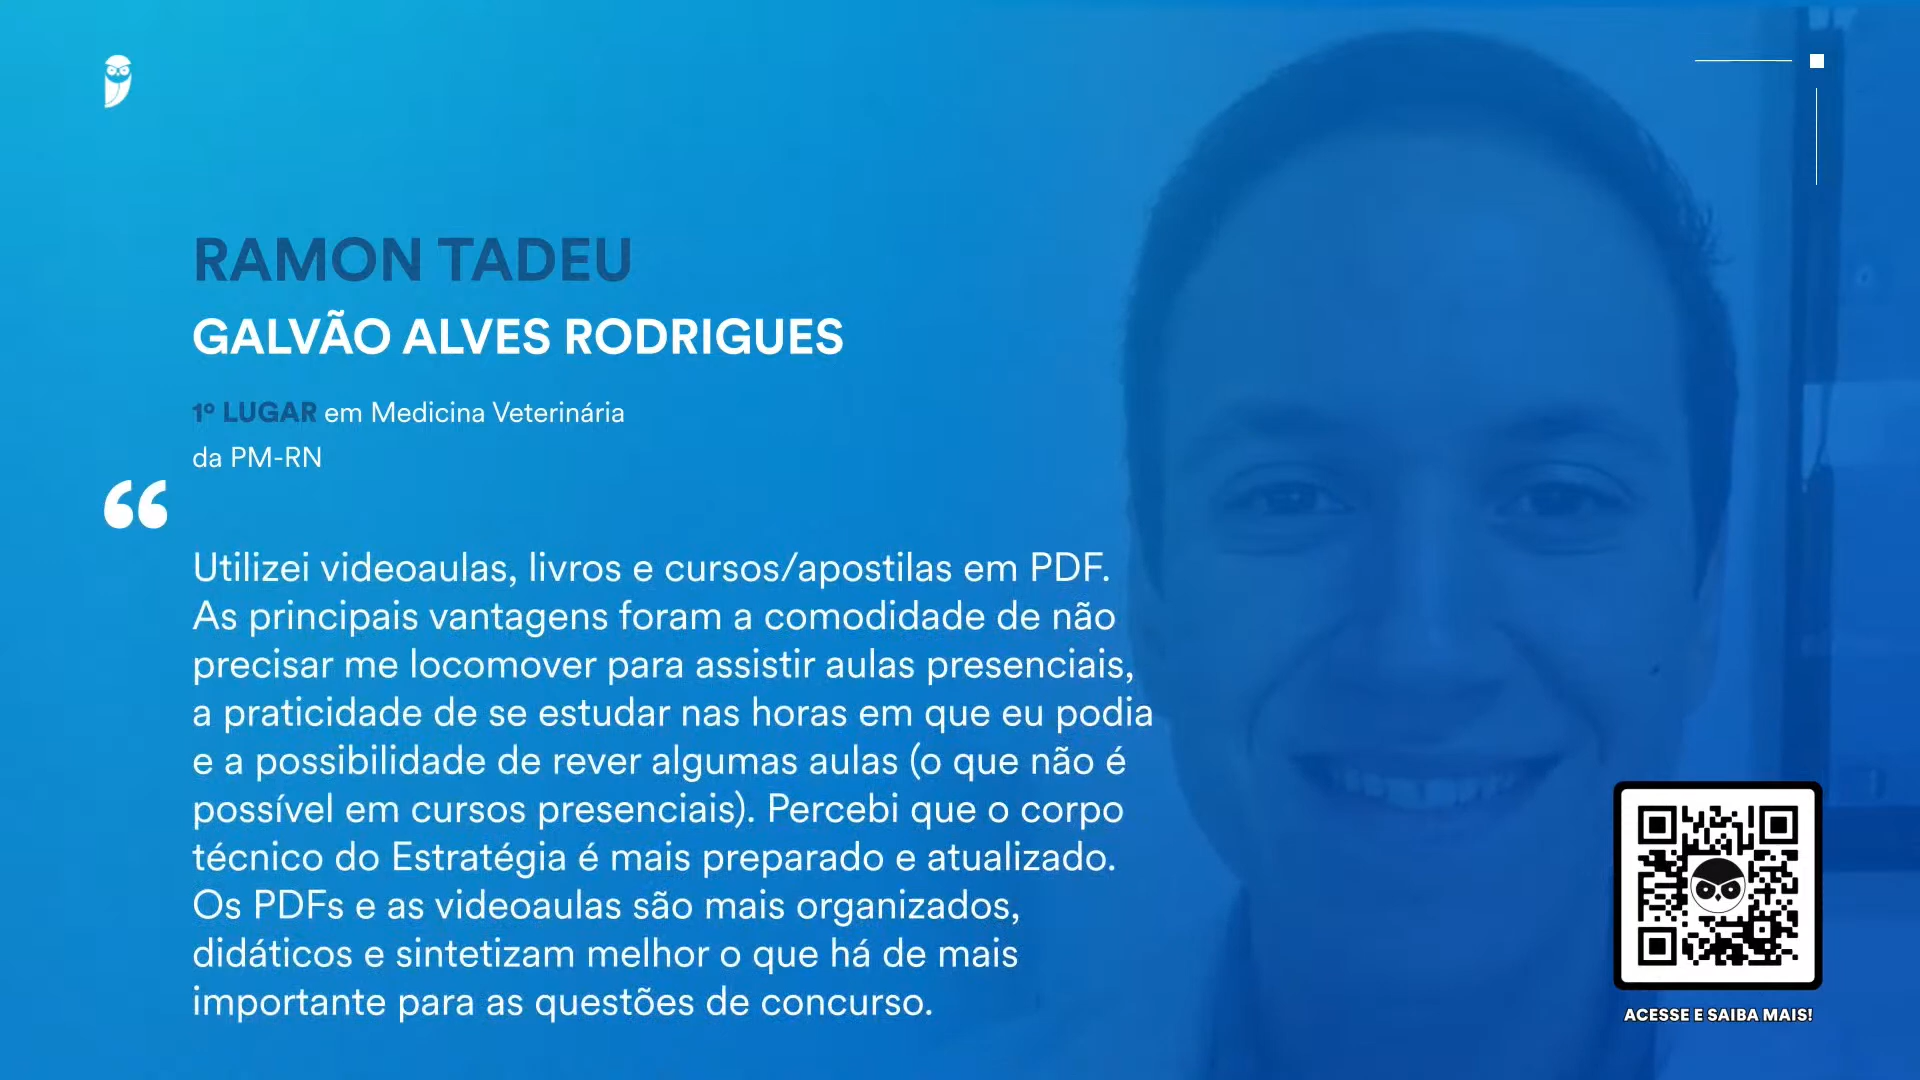 RAMON TADEU
GALVÃO ALVES RODRIGUES
1º LUGAR em Medicina Veterinária
da PM-RN
“
Utilizei videoaulas, livros e cursos/apostilas em PDF.
As principais vantagens foram a comodidade de não
precisar me locomover para assistir aulas presenciais,
a praticidade de se estudar nas horas em que eu podia
e a possibilidade de rever algumas aulas (o que não é
possível em cursos presenciais). Percebi que o corpo
técnico do Estratégia é mais preparado e atualizado.
Os PDFs e as videoaulas são mais organizados,
didáticos e sintetizam melhor o que há de mais
importante para as questões de concurso.
ACESSE E SAIBA MAIS!